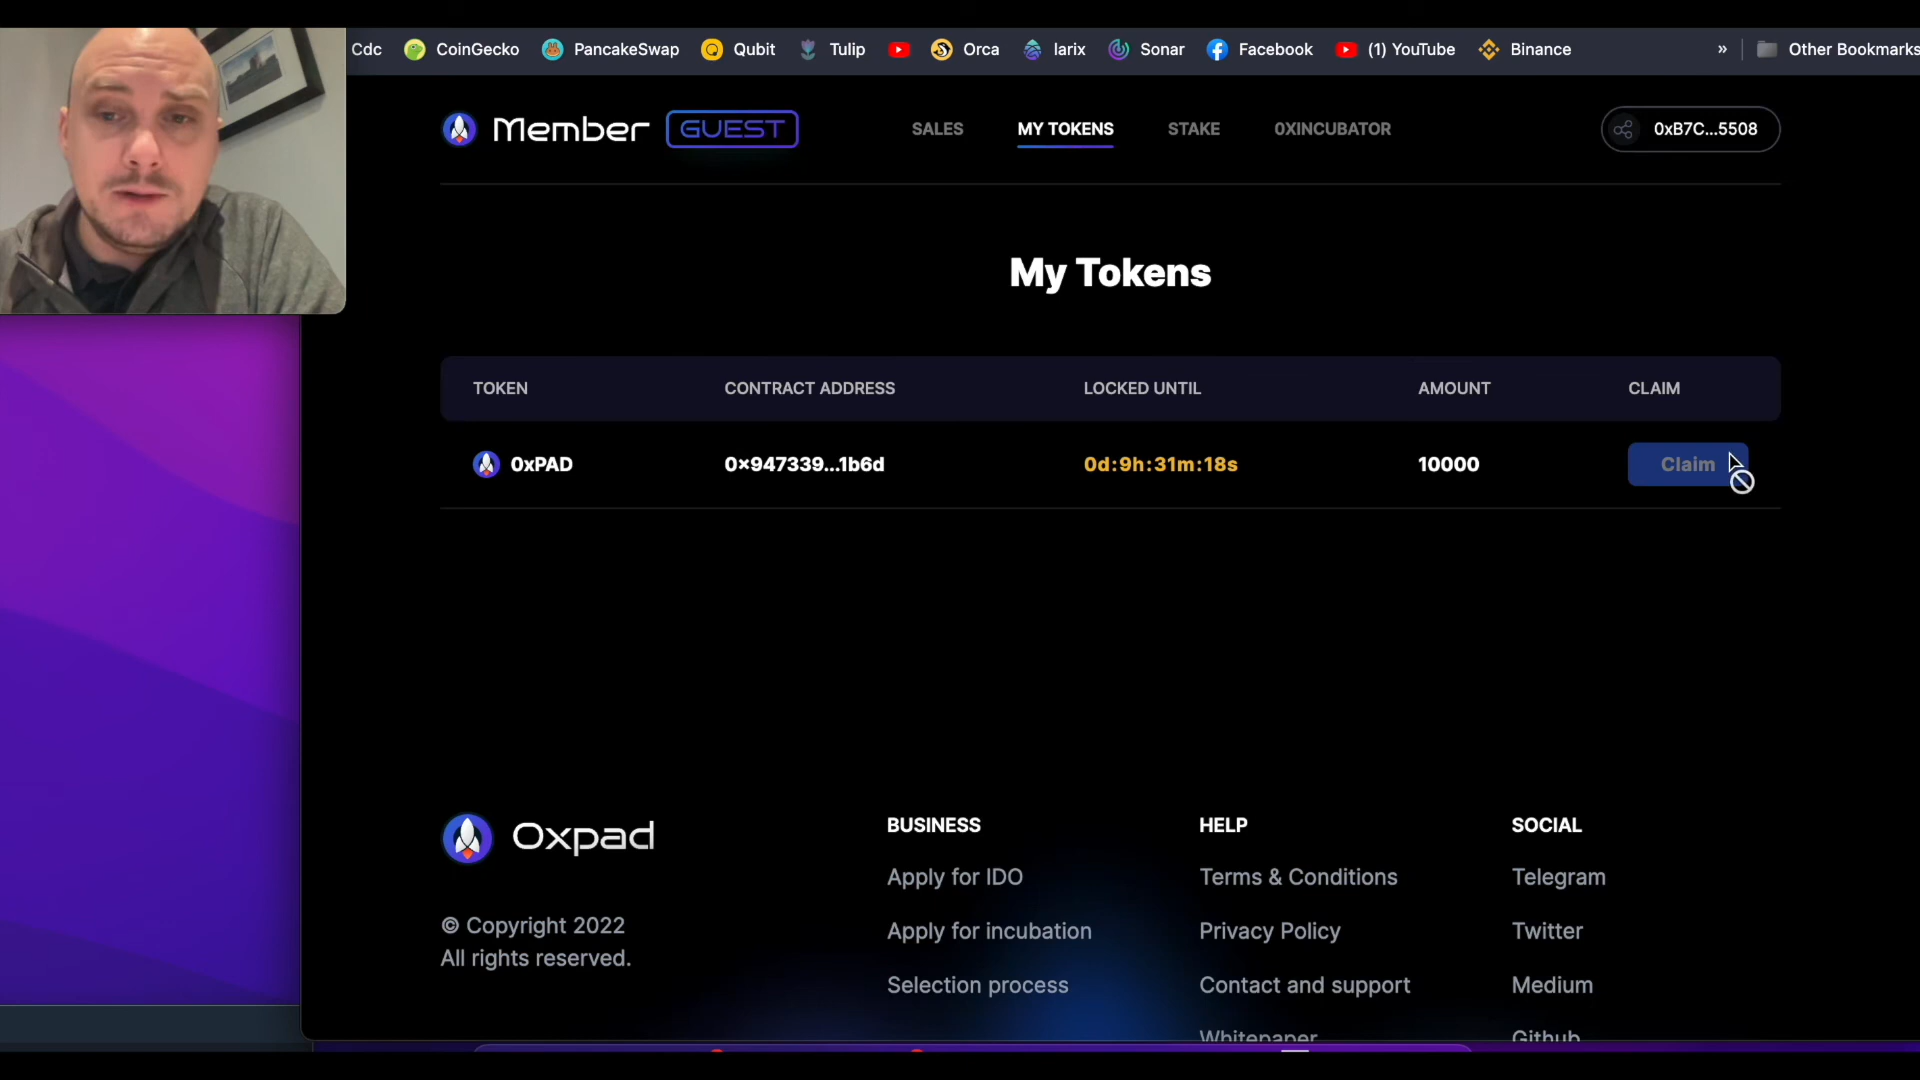 Cdc CoinGecko PancakeSwap Qubit Tulip Orca larix Sonar Facebook (1) YouTube Binance » Other Bookmarks
Member GUEST SALES MY TOKENS STAKE 0XINCUBATOR 0xB7C...5508
My Tokens
TOKEN CONTRACT ADDRESS LOCKED UNTIL AMOUNT CLAIM
0xPAD 0x947339...1b6d 0d:9h:31m:18s 10000 Claim
Oxpad
© Copyright 2022
All rights reserved.
BUSINESS
Apply for IDO
Apply for incubation
Selection process
HELP
Terms & Conditions
Privacy Policy
Contact and support
Whitepaper
SOCIAL
Telegram
Twitter
Medium
Github